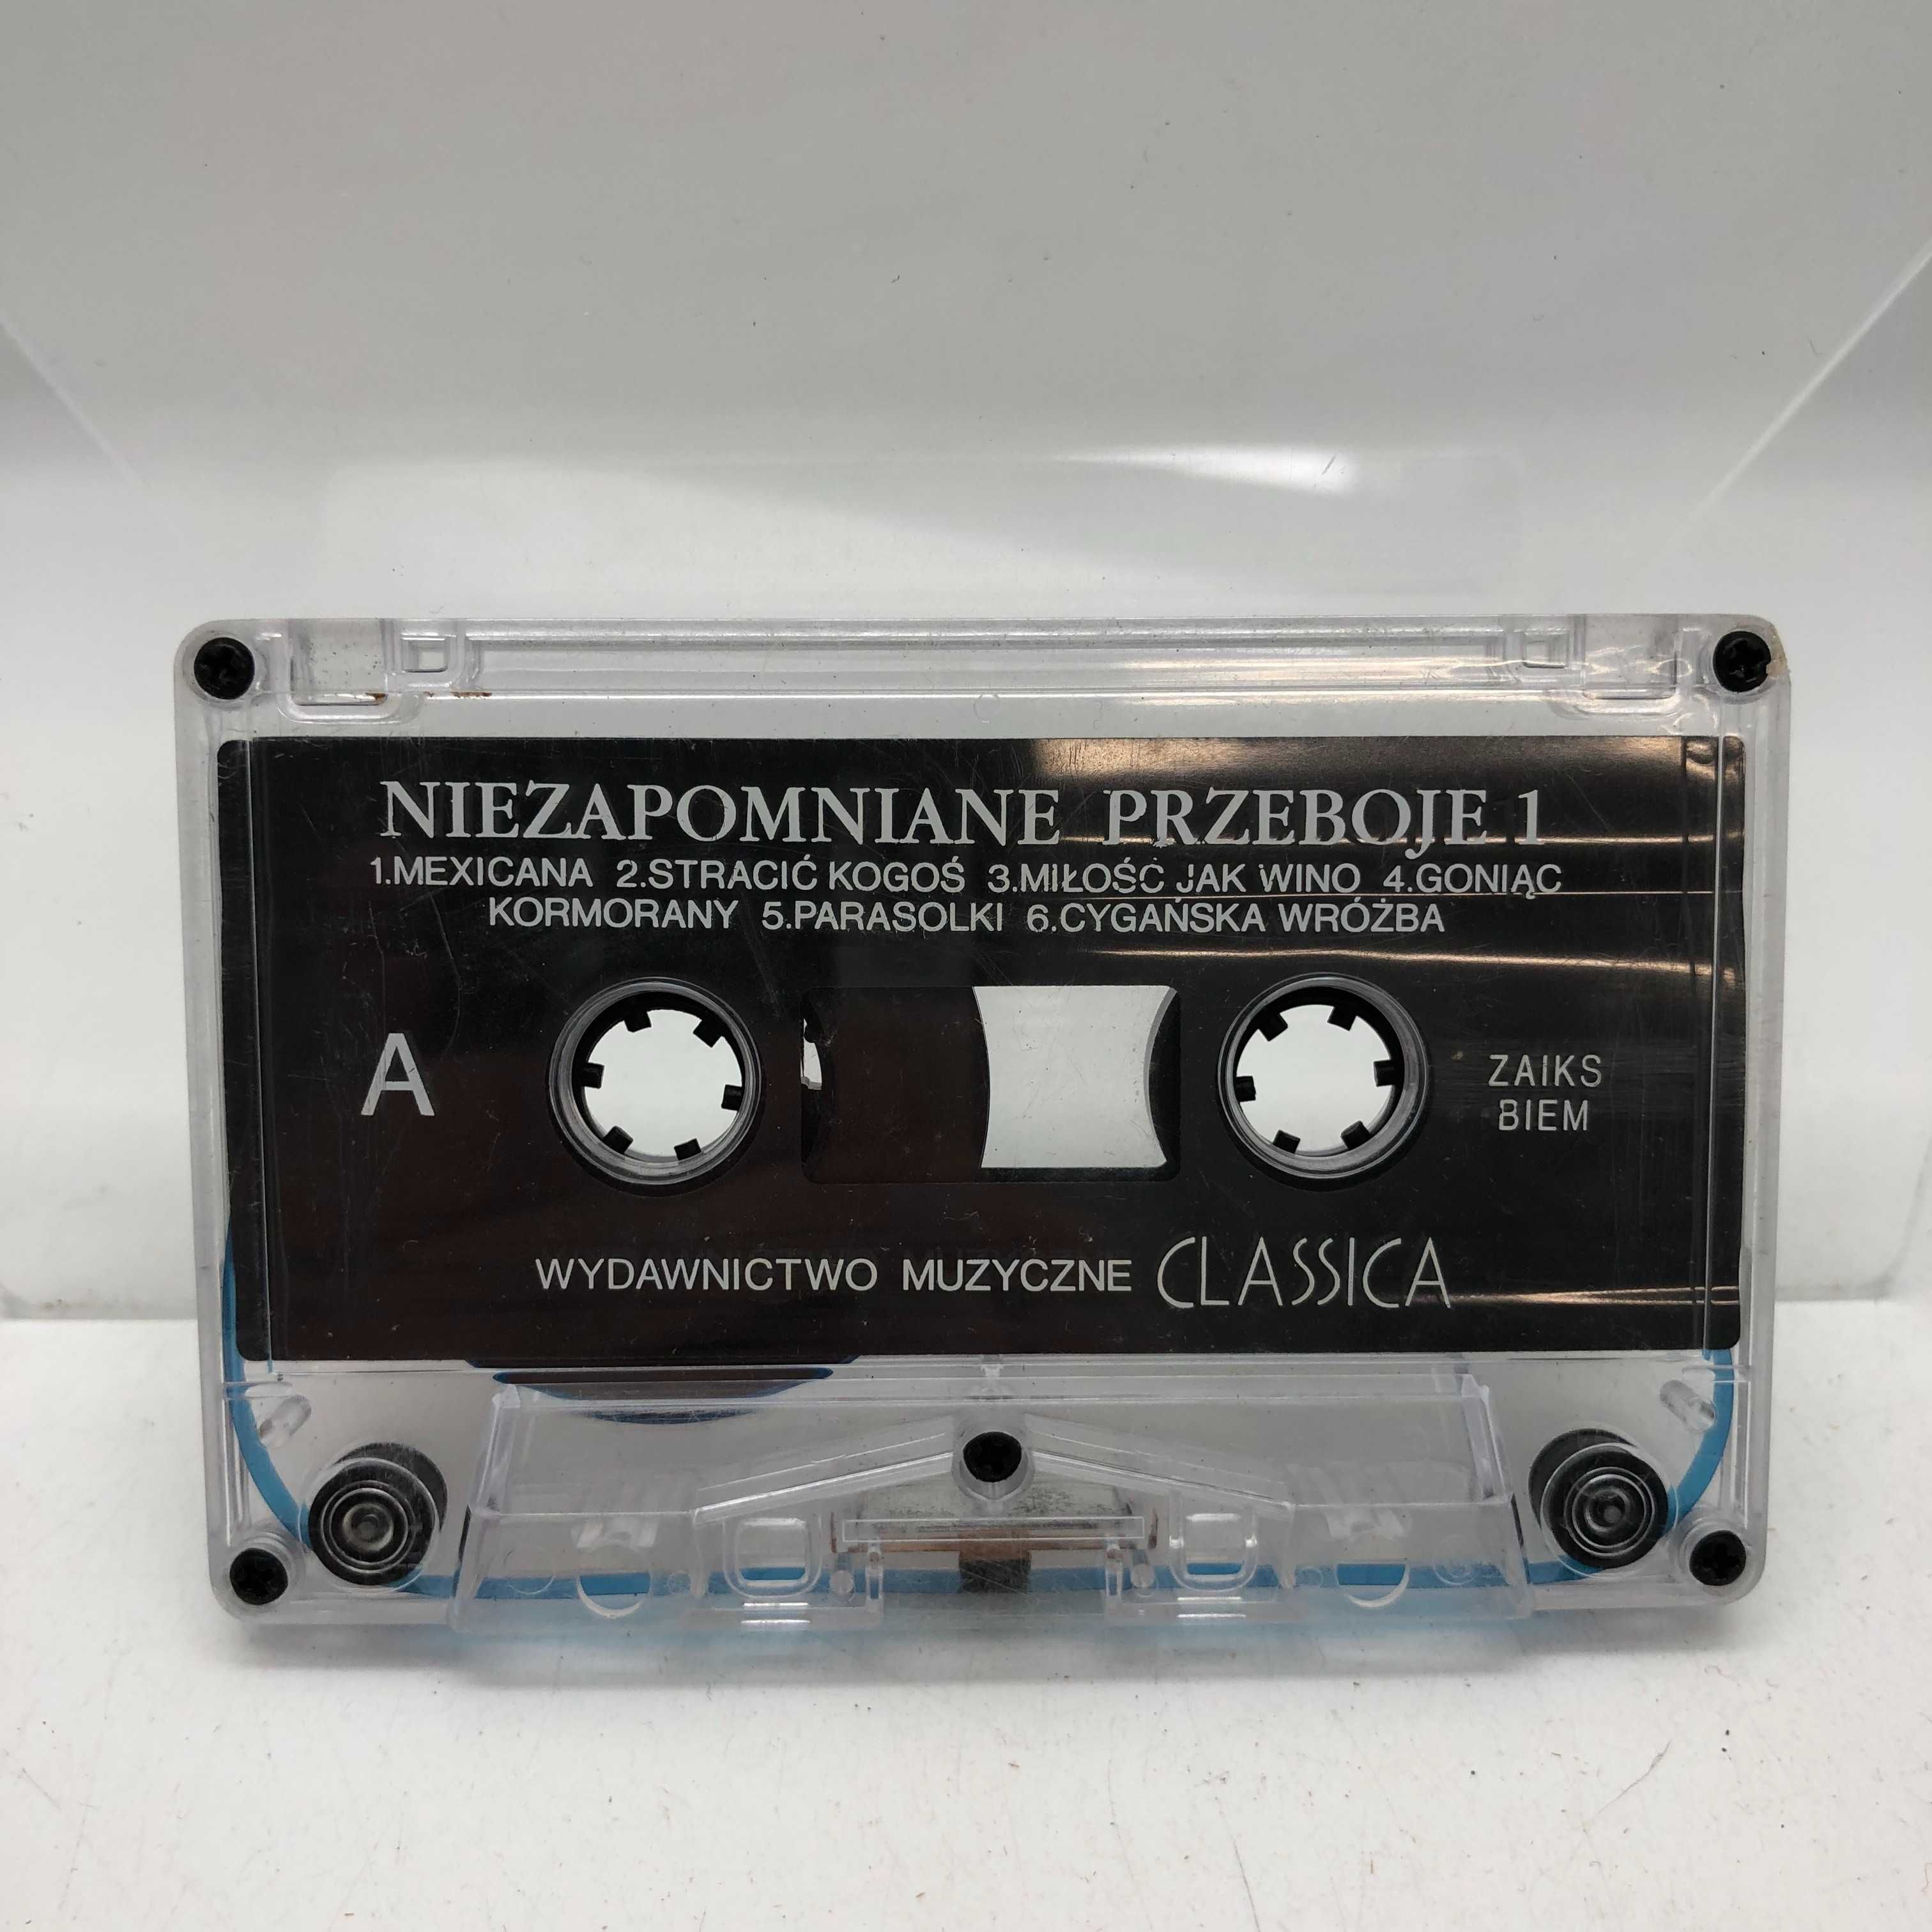 NIEZAPOMNIANE PRZEBOJE 1
1.MEXICANA 2.STRACIĆ KOGOŚ 3.MIŁOŚĆ JAK WINO 4.GONIĄC
KORMORANY 5.PARASOLKI 6.CYGAŃSKA WRÓŻBA
A
ZAIKS
BIEM
WYDAWNICTWO MUZYCZNE CLASSICA